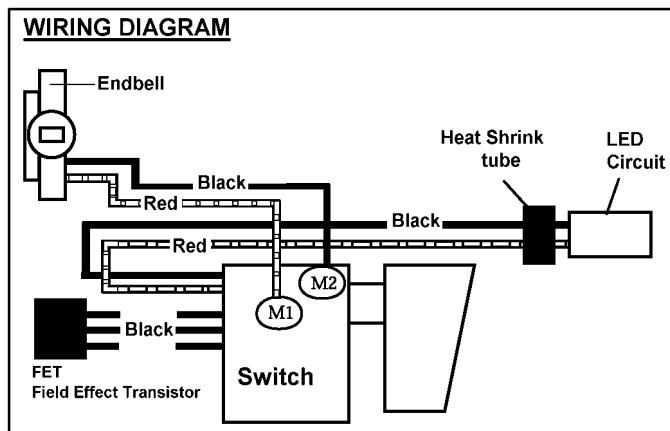 WIRING DIAGRAM
Endbell
Heat Shrink
tube
LED
Circuit
Black
Red
Black
Red
M2
M1
Black
Switch
FET
Field Effect Transistor